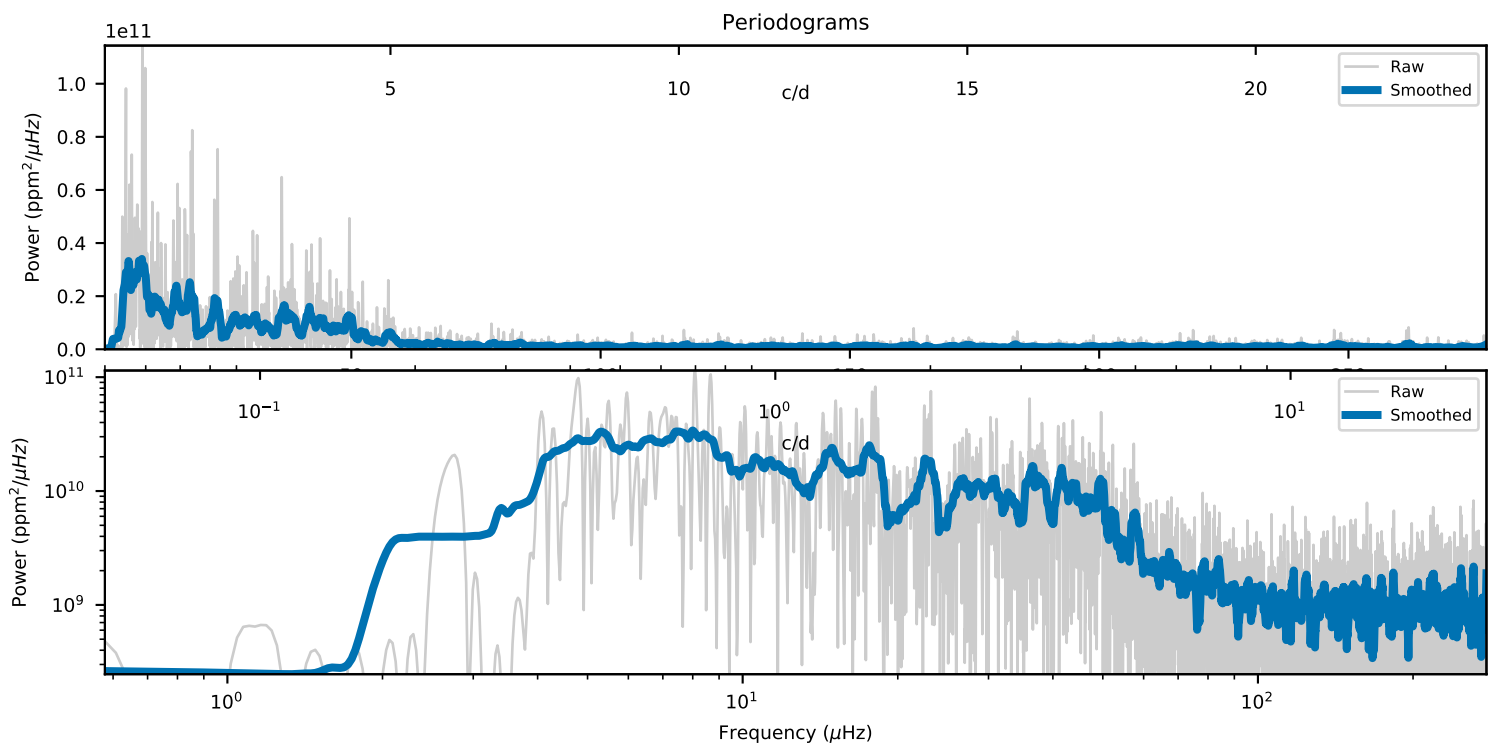 Periodograms
1e11
5 10 15 20
c/d
Raw
Smoothed
1.0
0.8
0.6
0.4
0.2
0.0
Power (ppm²/μHz)
10⁻¹ 10⁰ 10¹
c/d
Raw
Smoothed
10¹¹
10¹⁰
10⁹
Power (ppm²/μHz)
10⁰ 10¹ 10²
Frequency (μHz)